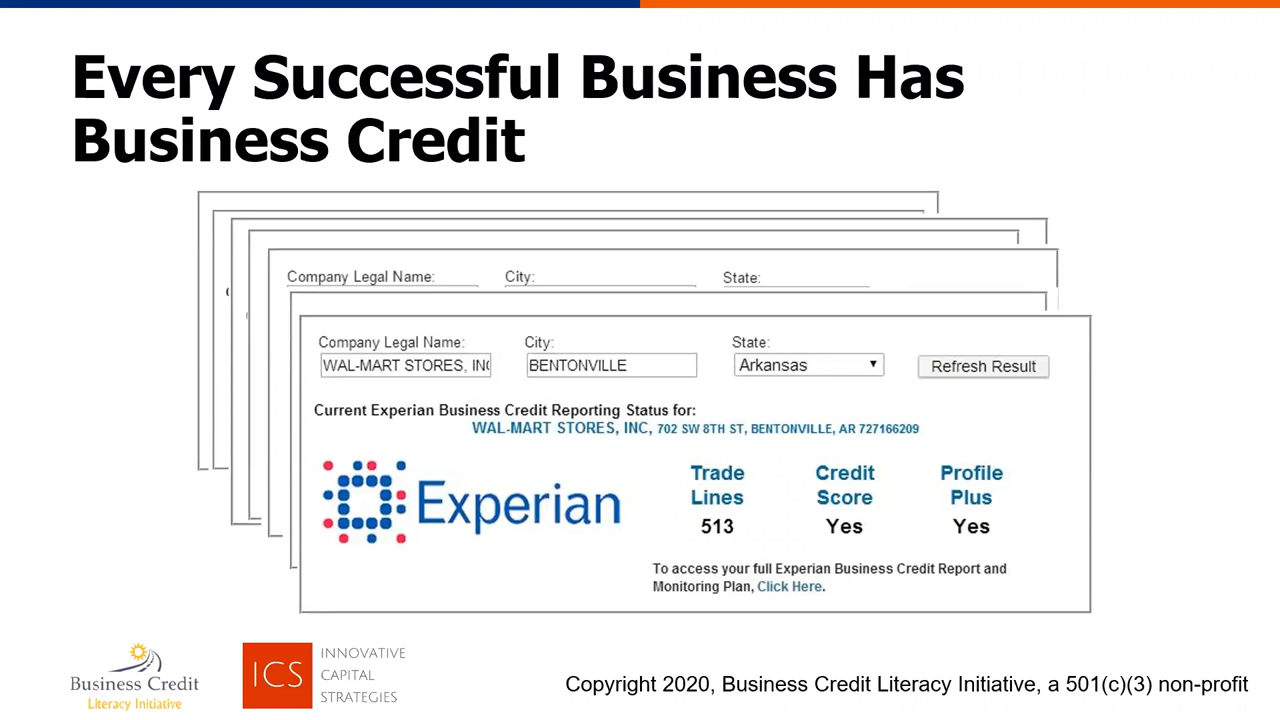 Every Successful Business Has
Business Credit
Company Legal Name: City: State:
Company Legal Name: City: State:
WAL-MART STORES, INC BENTONVILLE Arkansas Refresh Result
Current Experian Business Credit Reporting Status for:
WAL-MART STORES, INC, 702 SW 8TH ST, BENTONVILLE, AR 727166209
Experian
Trade Credit Profile
Lines Score Plus
513 Yes Yes
To access your full Experian Business Credit Report and
Monitoring Plan, Click Here.
Business Credit
Literacy Initiative
ICS
INNOVATIVE
CAPITAL
STRATEGIES
Copyright 2020, Business Credit Literacy Initiative, a 501(c)(3) non-profit